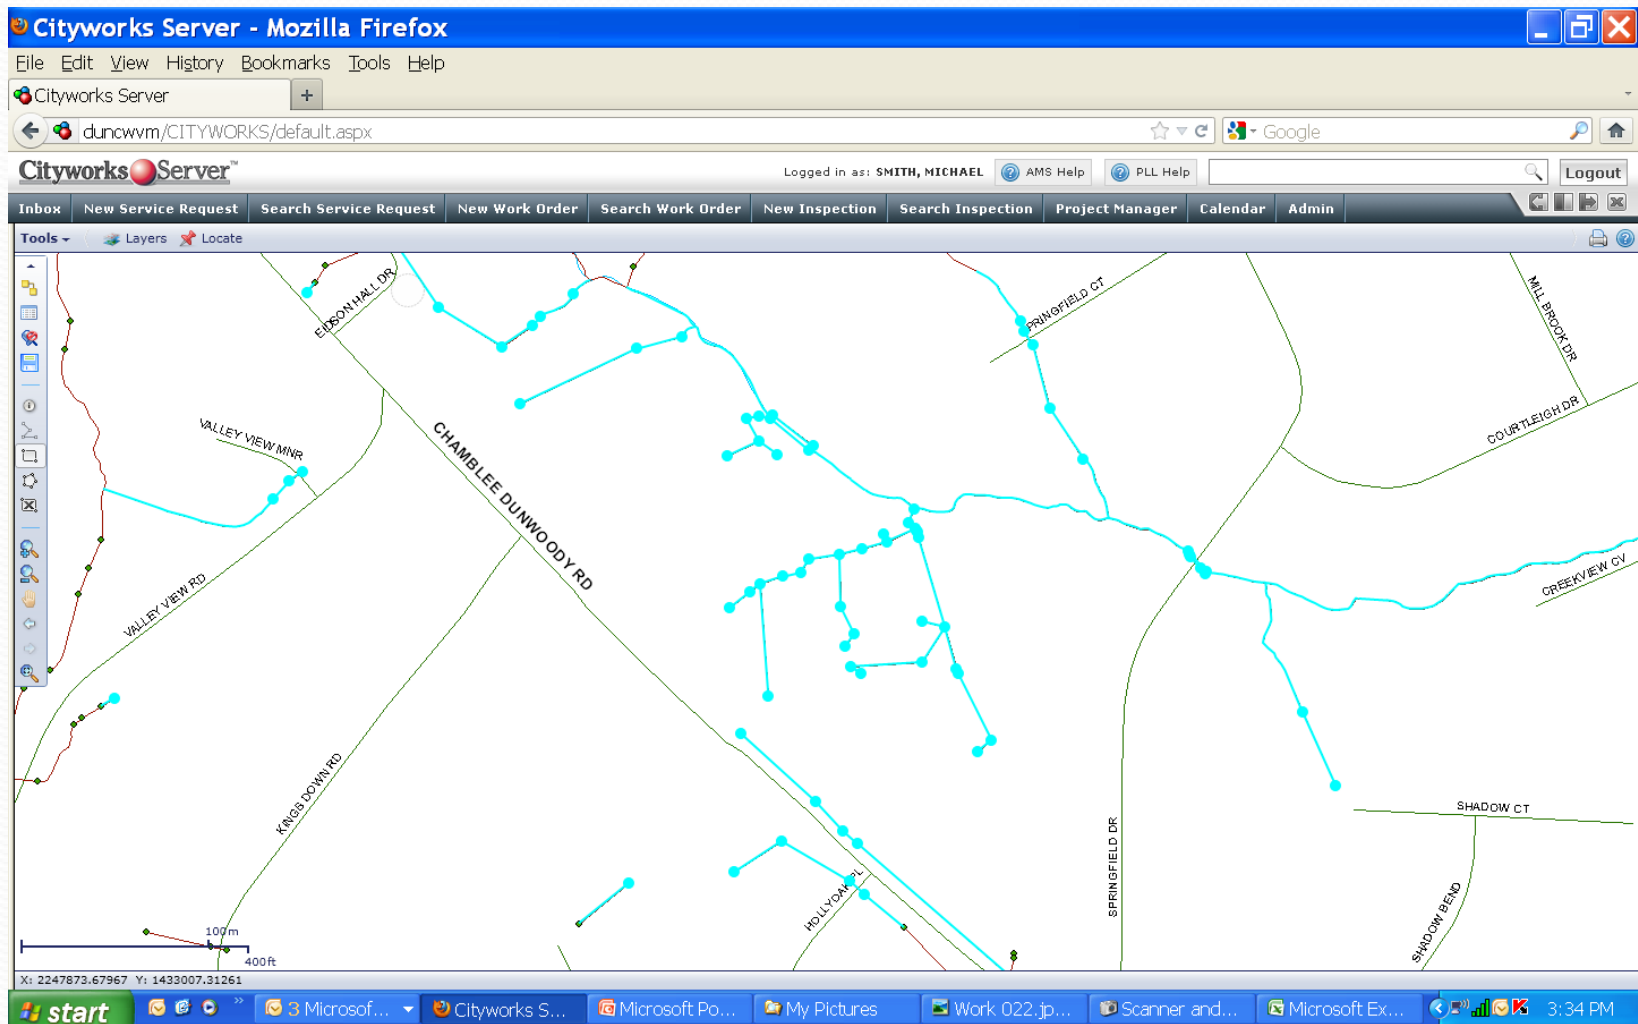 Cityworks Server - Mozilla Firefox
File Edit View History Bookmarks Tools Help
Cityworks Server +
duncwvm/CITYWORKS/default.aspx Google
Cityworks Server™ Logged in as: SMITH, MICHAEL AMS Help PLL Help Logout
Inbox New Service Request Search Service Request New Work Order Search Work Order New Inspection Search Inspection Project Manager Calendar Admin
Tools Layers Locate
EIDSON HALL DR
PRINGFIELD CT
MILL BROOK DR
COURTLEIGH DR
VALLEY VIEW MNR
CHAMBLEE DUNWOODY RD
VALLEY VIEW RD
CREEKVIEW CV
KINGS DOWN RD
SHADOW CT
SPRINGFIELD DR
HOLLYOAK PL
SHADOW BEND
100m
400ft
X: 2247873.67967 Y: 1433007.31261
start 3 Microsof... Cityworks S... Microsoft Po... My Pictures Work 022.jp... Scanner and... Microsoft Ex... 3:34 PM